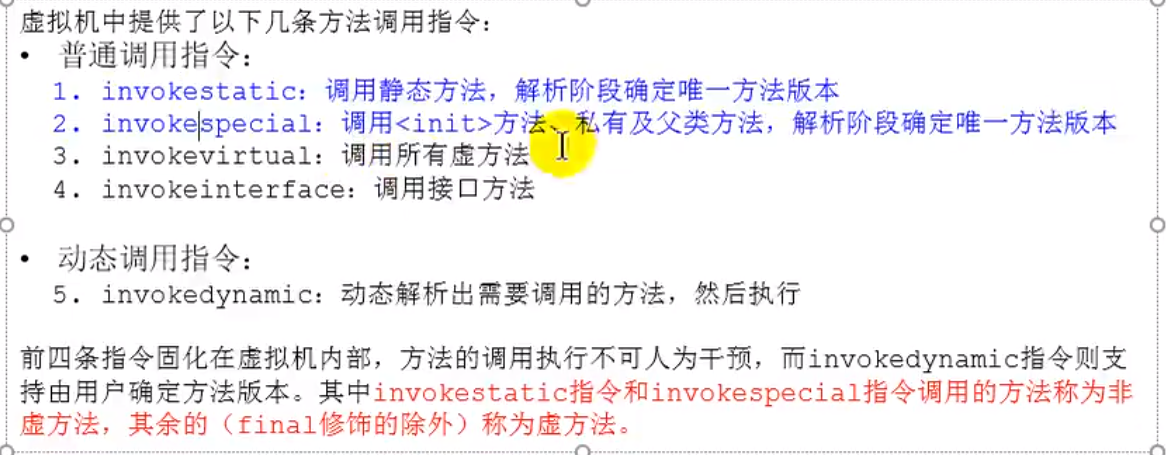 虚拟机中提供了以下几条方法调用指令：
• 普通调用指令：
1. invokestatic：调用静态方法，解析阶段确定唯一方法版本
2. invokespecial：调用<init>方法、私有及父类方法，解析阶段确定唯一方法版本
3. invokevirtual：调用所有虚方法
4. invokeinterface：调用接口方法
• 动态调用指令：
5. invokedynamic：动态解析出需要调用的方法，然后执行
前四条指令固化在虚拟机内部，方法的调用执行不可人为干预，而invokedynamic指令则支
持由用户确定方法版本。其中invokestatic指令和invokespecial指令调用的方法称为非
虚方法，其余的（final修饰的除外）称为虚方法。